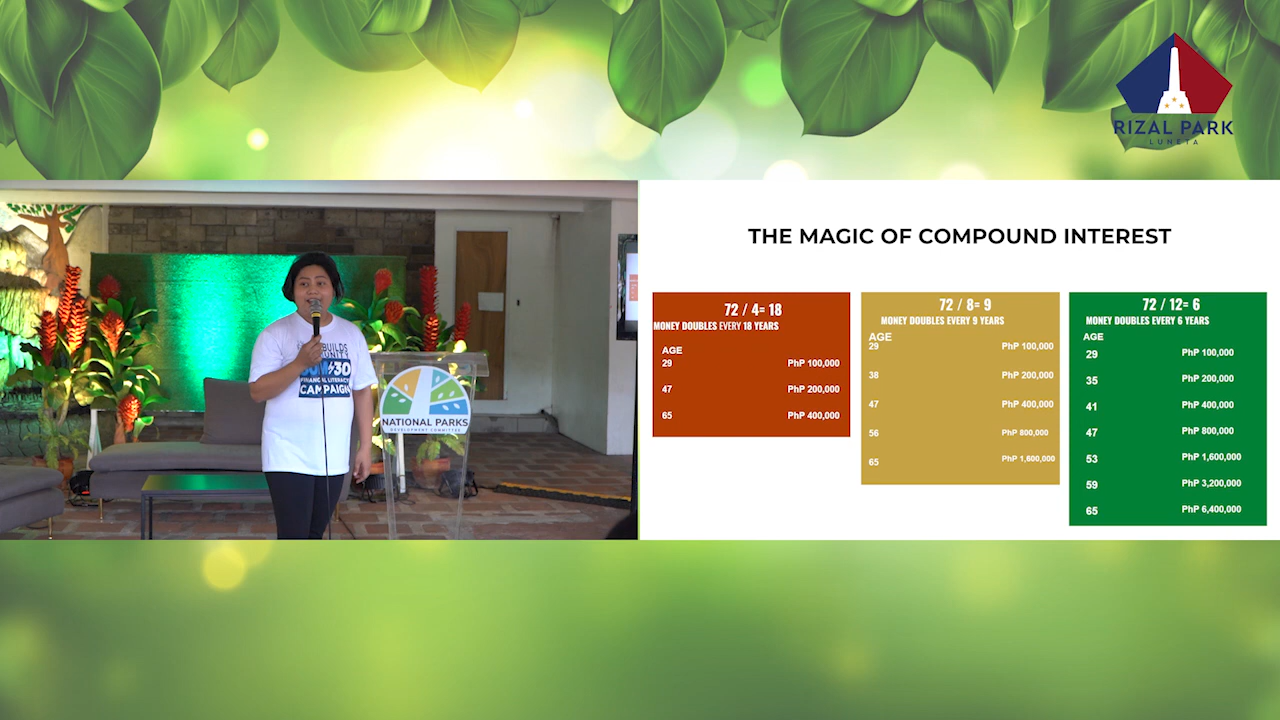 RIZAL PARK
LUNETA
BUILDS
FINANCIAL LITERACY
CAMPAIGN
NATIONAL PARKS
DEVELOPMENT COMMITTEE
THE MAGIC OF COMPOUND INTEREST
72 / 4= 18
MONEY DOUBLES EVERY 18 YEARS
AGE
29 PhP 100,000
47 PhP 200,000
65 PhP 400,000
72 / 8= 9
MONEY DOUBLES EVERY 9 YEARS
AGE
29 PhP 100,000
38 PhP 200,000
47 PhP 400,000
56 PhP 800,000
65 PhP 1,600,000
72 / 12= 6
MONEY DOUBLES EVERY 6 YEARS
AGE
29 PhP 100,000
35 PhP 200,000
41 PhP 400,000
47 PhP 800,000
53 PhP 1,600,000
59 PhP 3,200,000
65 PhP 6,400,000